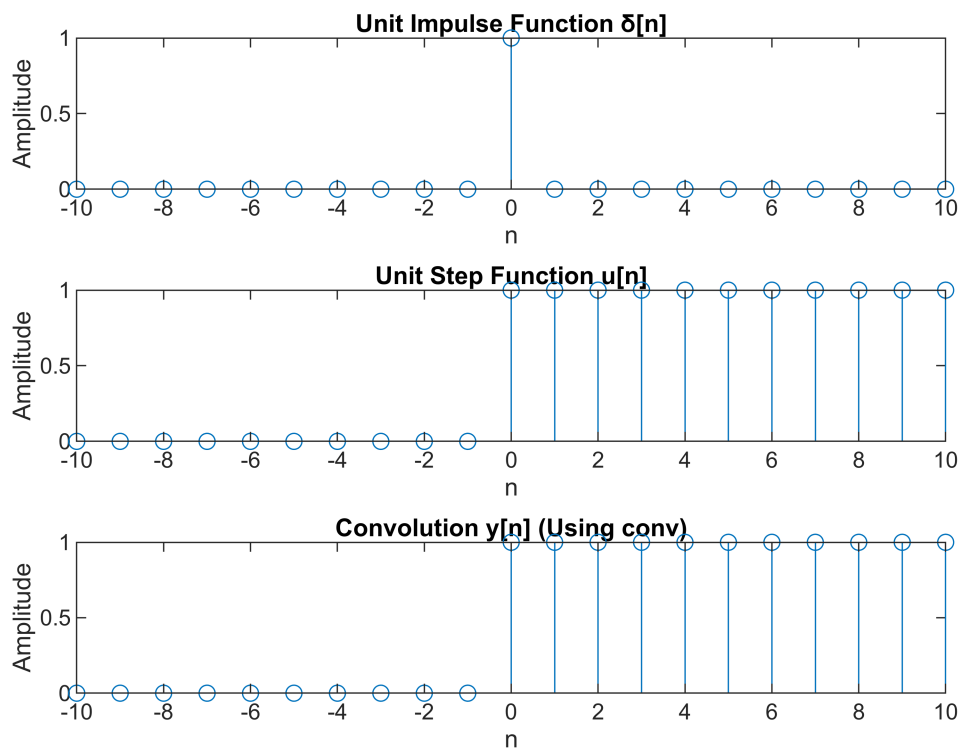 Unit Impulse Function δ[n]
1
0.5
0
Amplitude
-10 -8 -6 -4 -2 0 2 4 6 8 10
n
Unit Step Function u[n]
1
0.5
0
Amplitude
-10 -8 -6 -4 -2 0 2 4 6 8 10
n
Convolution y[n] (Using conv)
1
0.5
0
Amplitude
-10 -8 -6 -4 -2 0 2 4 6 8 10
n